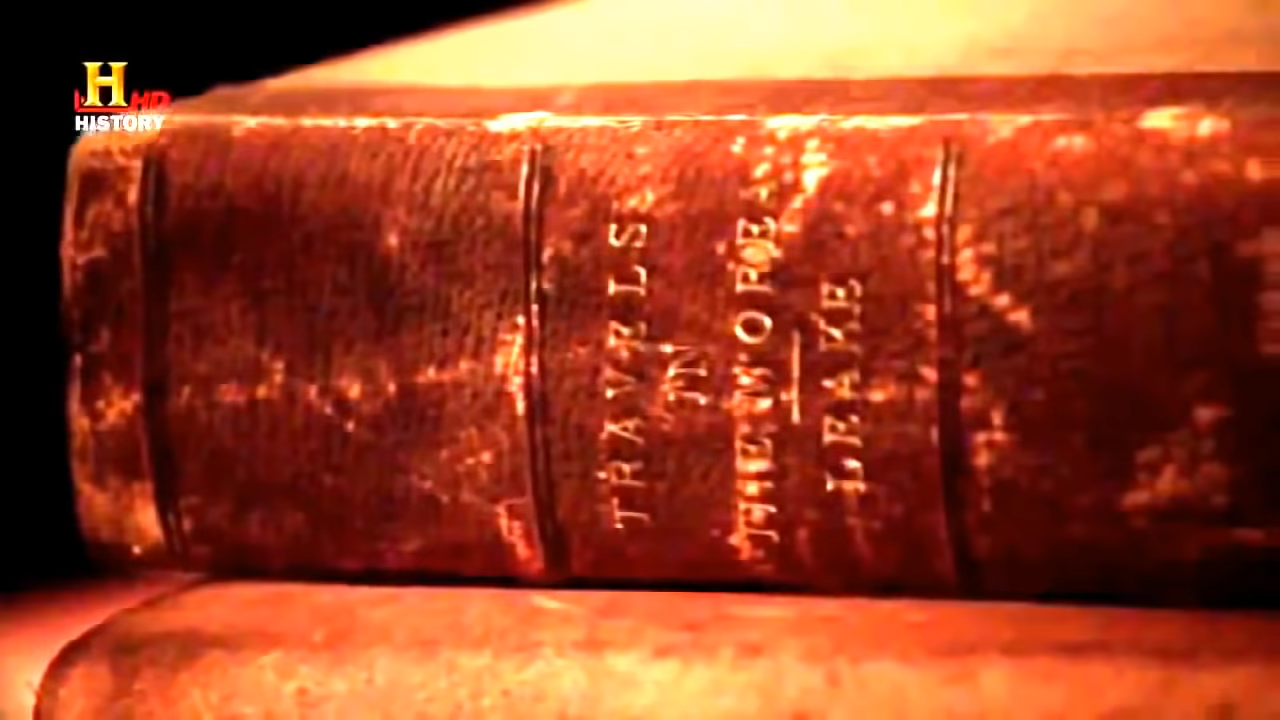 H HD
HISTORY
TRAVELS
IN
THE MOREA
LEAKE